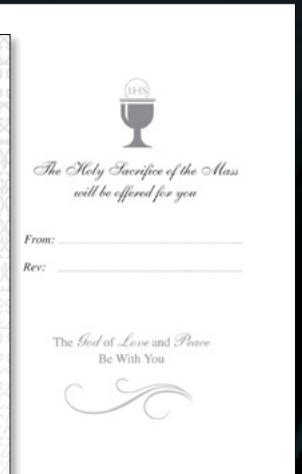 IHS
The Holy Sacrifice of the Mass
will be offered for you
From:
Rev:
The God of Love and Peace
Be With You